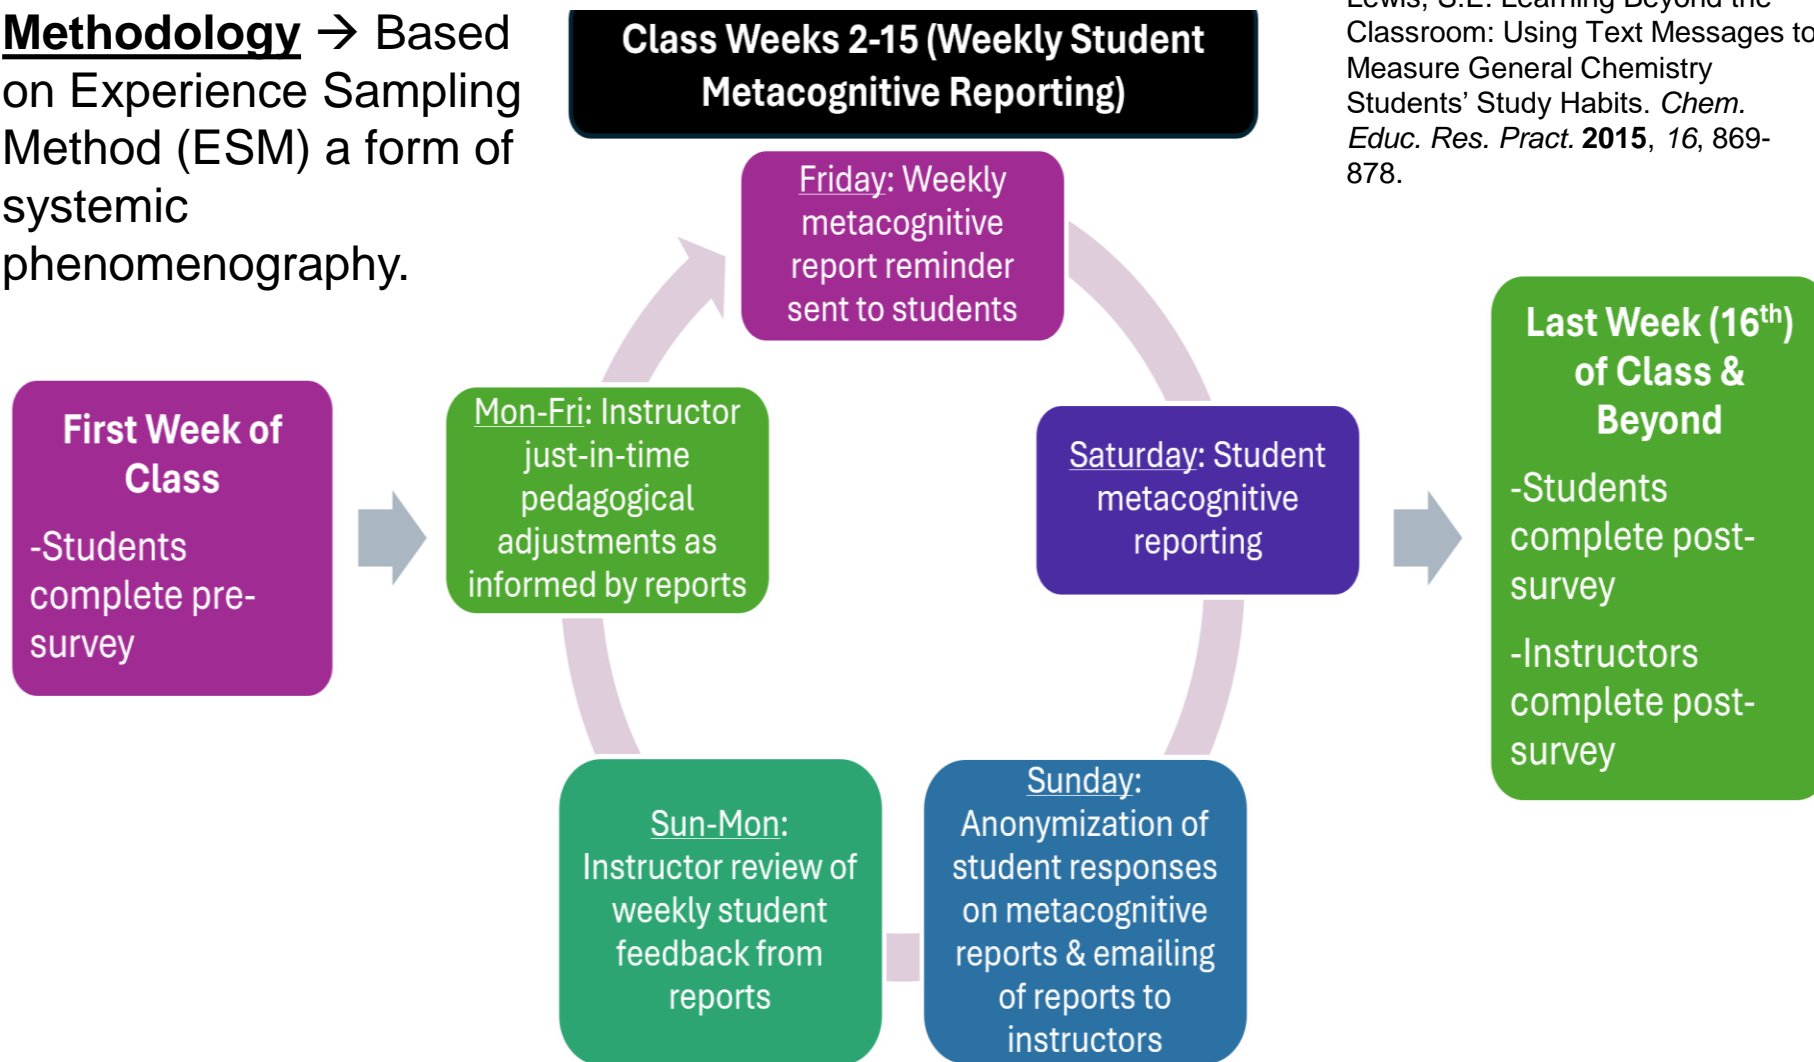 Methodology → Based
on Experience Sampling
Method (ESM) a form of
systemic
phenomenography.
Class Weeks 2-15 (Weekly Student
Metacognitive Reporting)
Lewis, S.E. Learning Beyond the
Classroom: Using Text Messages to
Measure General Chemistry
Students’ Study Habits. Chem.
Educ. Res. Pract. 2015, 16, 869-
878.
First Week of
Class
-Students
complete pre-
survey
Friday: Weekly
metacognitive
report reminder
sent to students
Saturday: Student
metacognitive
reporting
Sunday:
Anonymization of
student responses
on metacognitive
reports & emailing
of reports to
instructors
Sun-Mon:
Instructor review of
weekly student
feedback from
reports
Mon-Fri: Instructor
just-in-time
pedagogical
adjustments as
informed by reports
Last Week (16th)
of Class &
Beyond
-Students
complete post-
survey
-Instructors
complete post-
survey